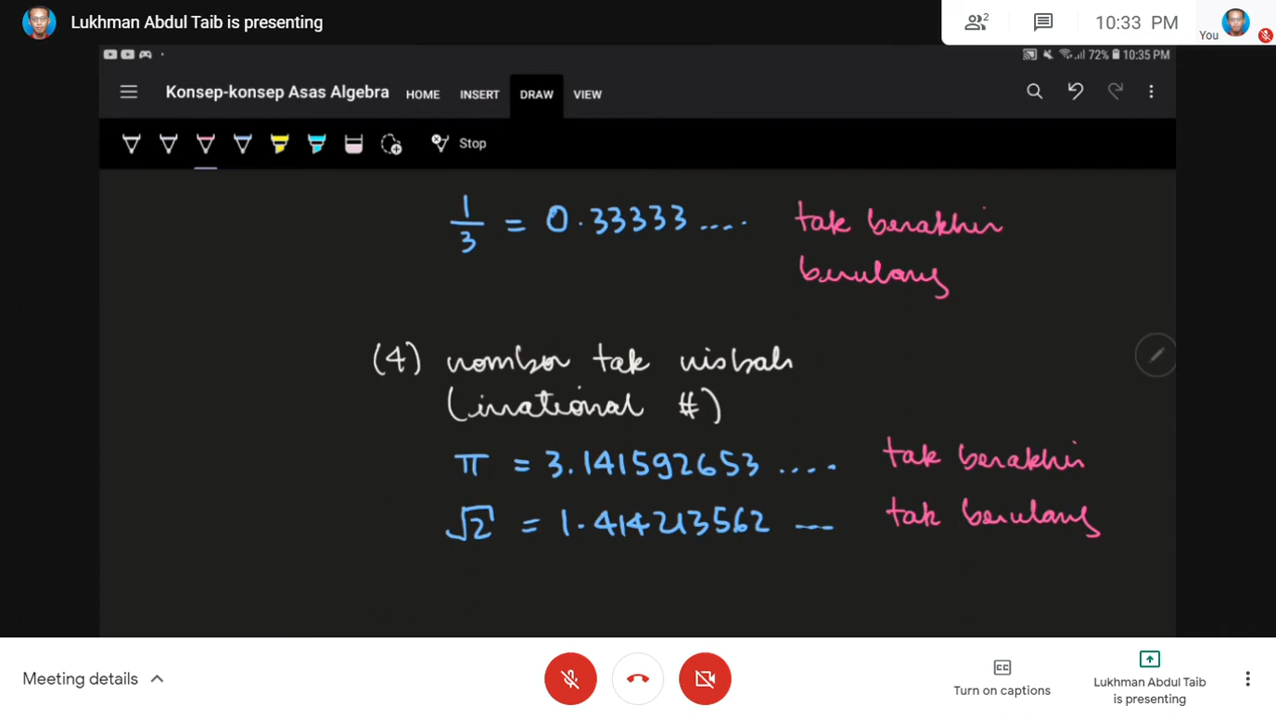 Lukhman Abdul Taib is presenting
2
10:33 PM
You
72% 10:35 PM
Konsep-konsep Asas Algebra HOME INSERT DRAW VIEW
Stop
1/3 = 0.33333.... tak berakhir
berulang
(4) nombor tak nisbah
(irrational #)
π = 3.141592653 .... tak berakhir
√2 = 1.414213562 ... tak berulang
Meeting details
Turn on captions
Lukhman Abdul Taib
is presenting